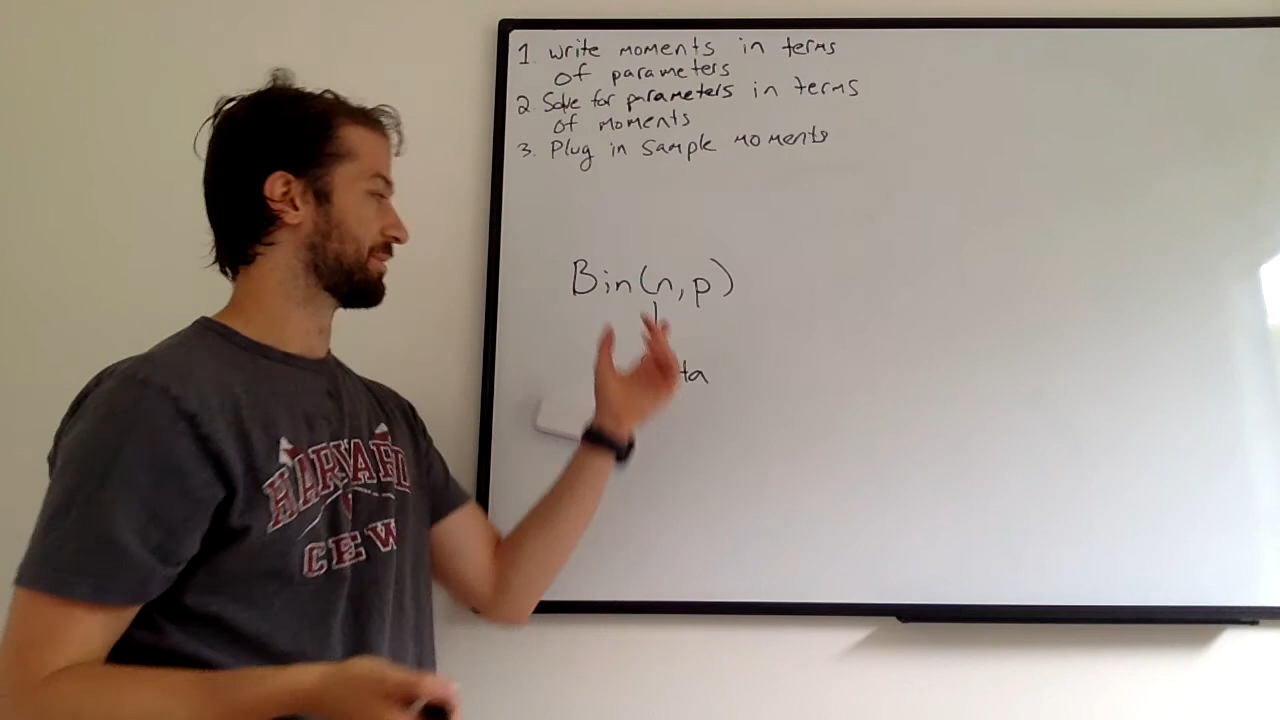 1. write moments in terms
of parameters
2. Solve for parameters in terms
of moments
3. Plug in sample moments
Bin(n,p)
ta
HARVARD
CREW